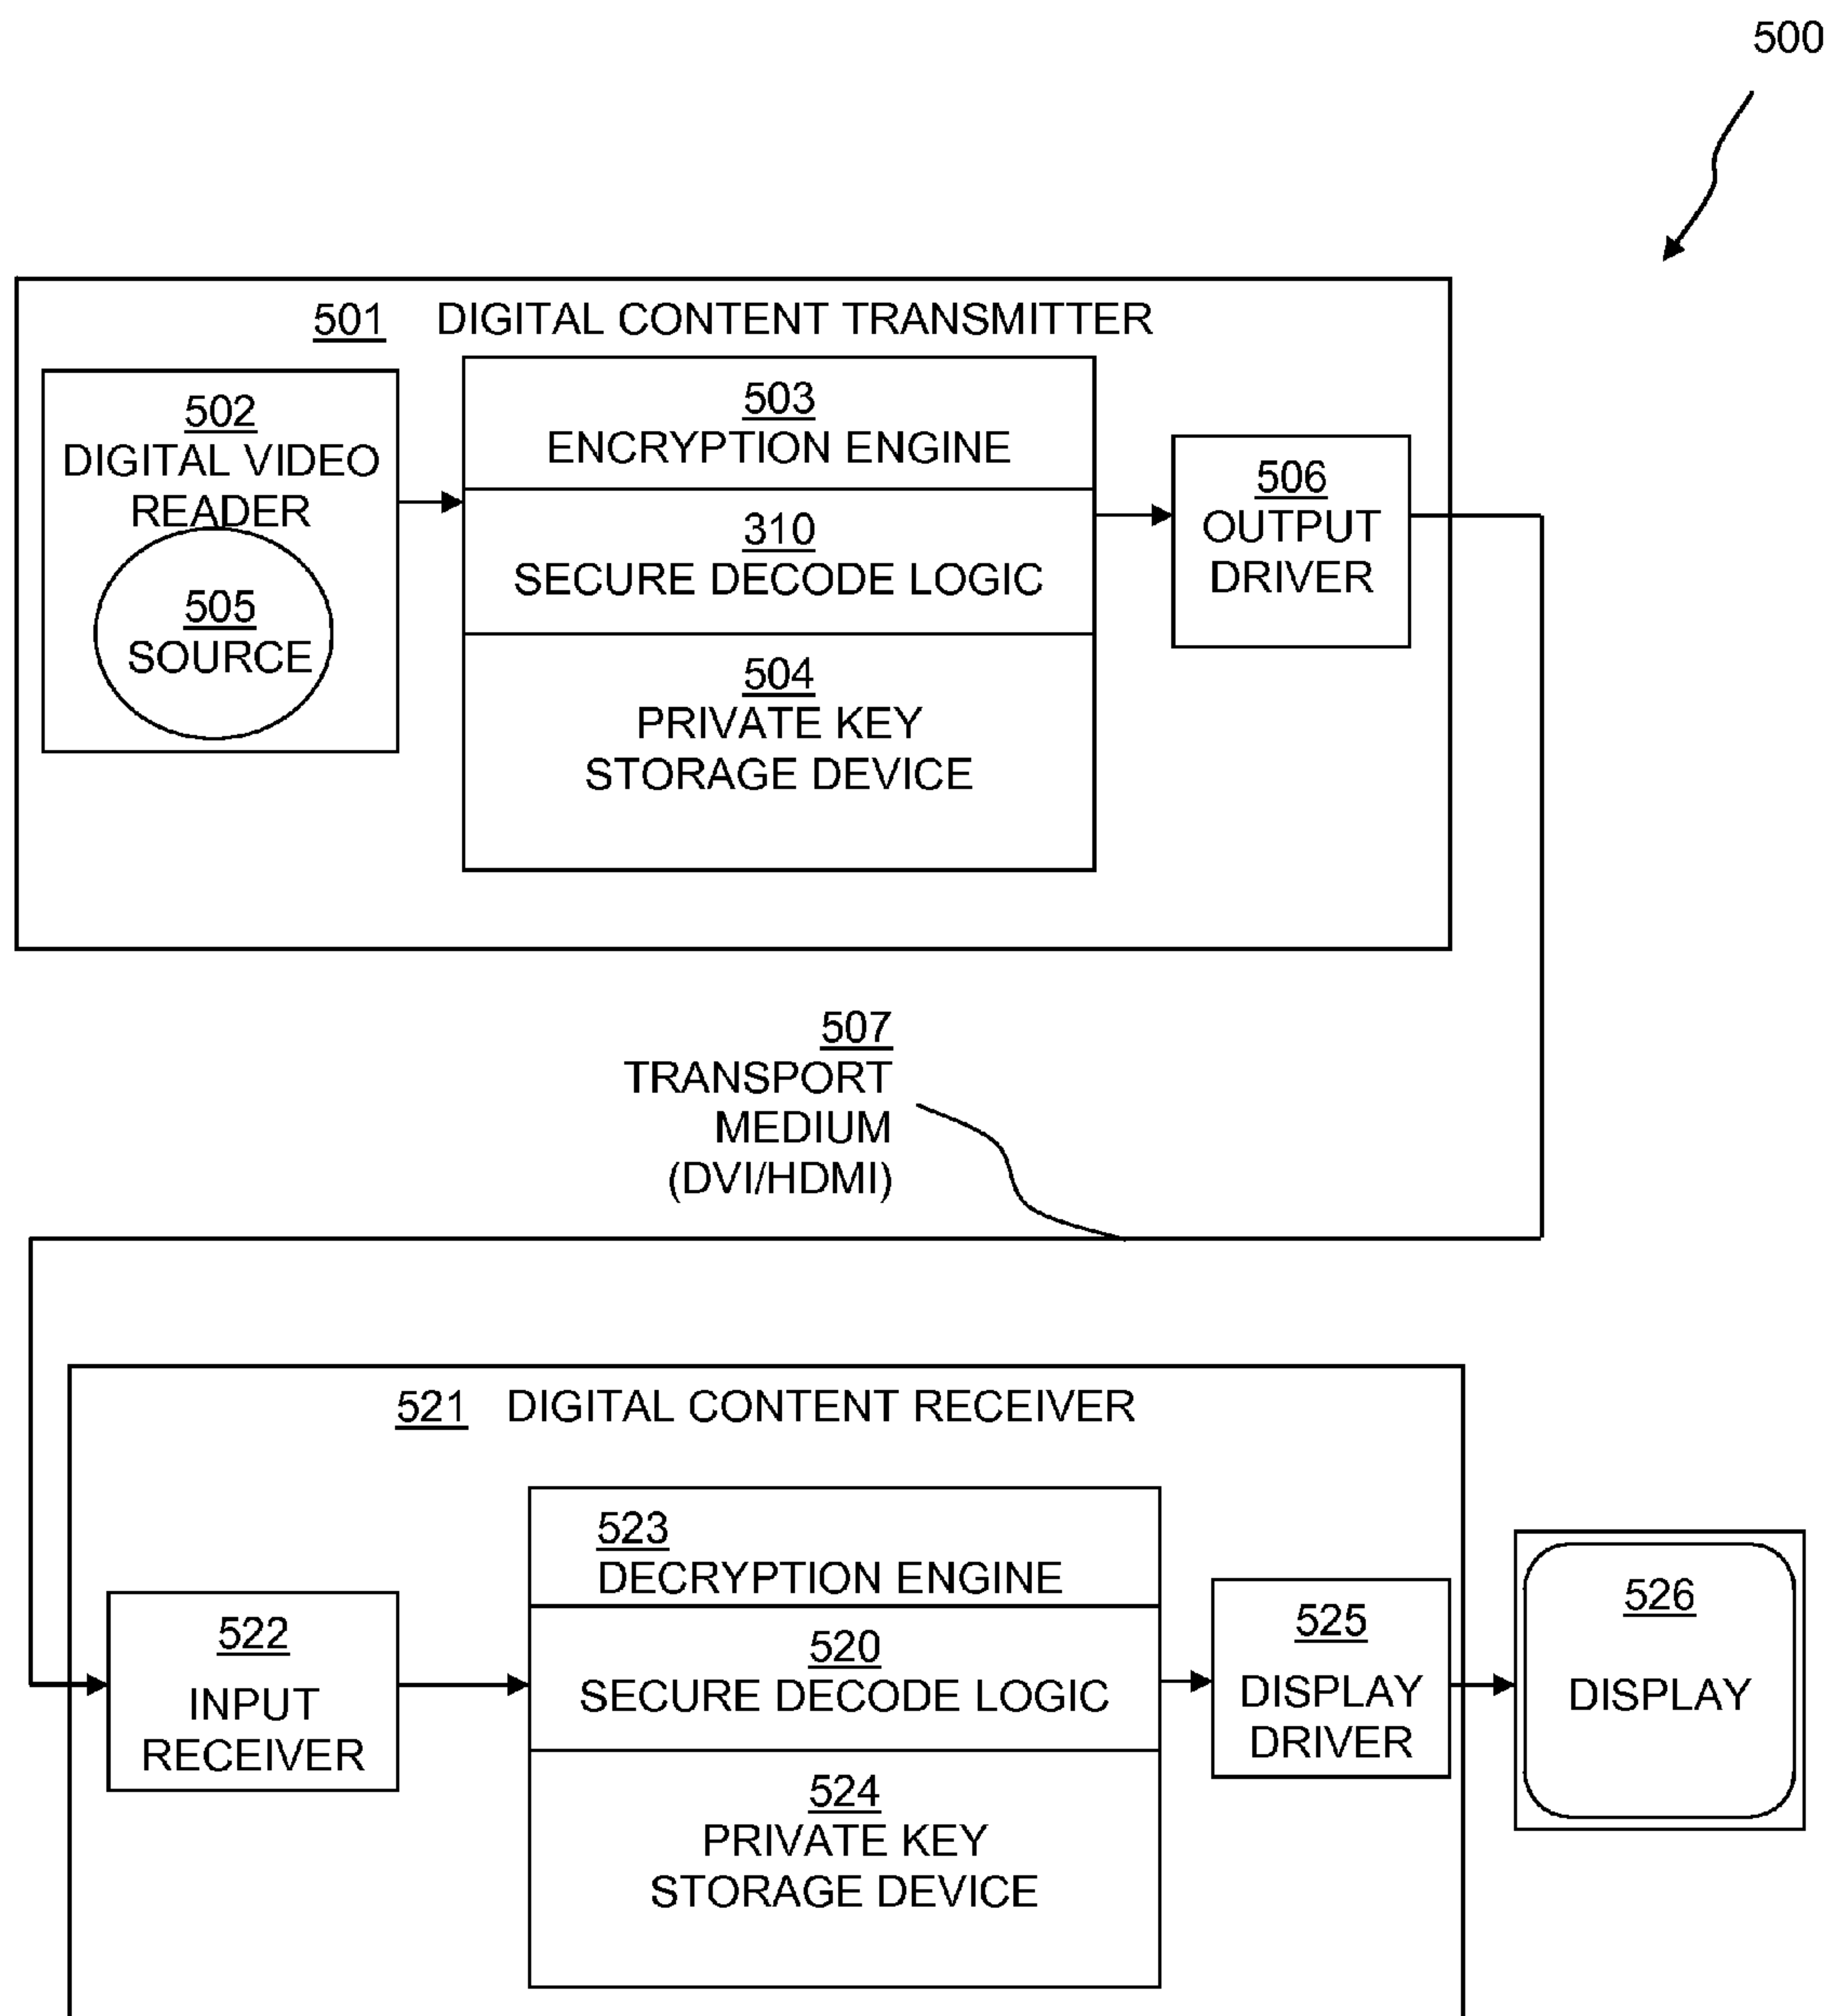 500
501 DIGITAL CONTENT TRANSMITTER
502
DIGITAL VIDEO
READER
505
SOURCE
503
ENCRYPTION ENGINE
310
SECURE DECODE LOGIC
504
PRIVATE KEY
STORAGE DEVICE
506
OUTPUT
DRIVER
507
TRANSPORT
MEDIUM
(DVI/HDMI)
521 DIGITAL CONTENT RECEIVER
522
INPUT
RECEIVER
523
DECRYPTION ENGINE
520
SECURE DECODE LOGIC
524
PRIVATE KEY
STORAGE DEVICE
525
DISPLAY
DRIVER
526
DISPLAY